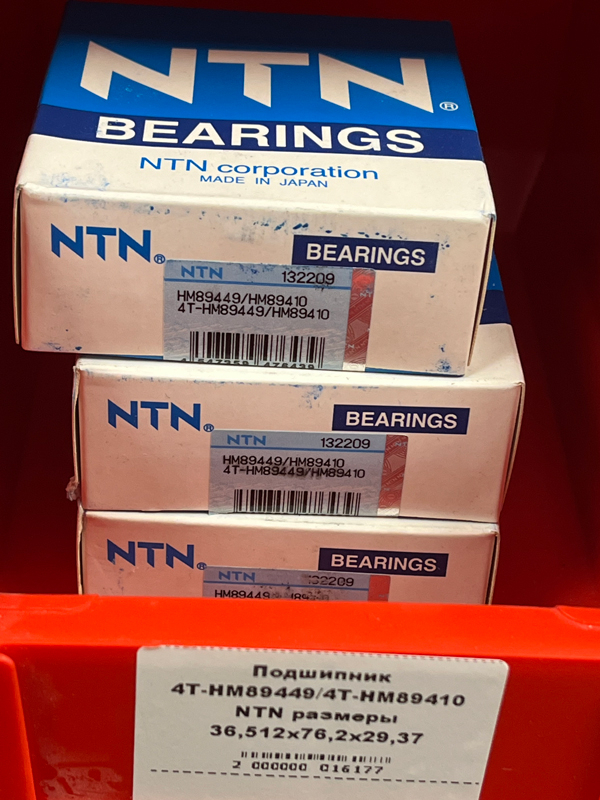 NTN®
BEARINGS
NTN corporation
MADE IN JAPAN
NTN®
BEARINGS
NTN 132209
HM89449/HM89410
4T-HM89449/HM89410
NTN®
BEARINGS
NTN 132209
HM89449/HM89410
4T-HM89449/HM89410
NTN®
BEARINGS
NTN 132209
HM89449
Подшипник
4T-HM89449/4T-HM89410
NTN размеры
36,512x76,2x29,37
2 000000 016177